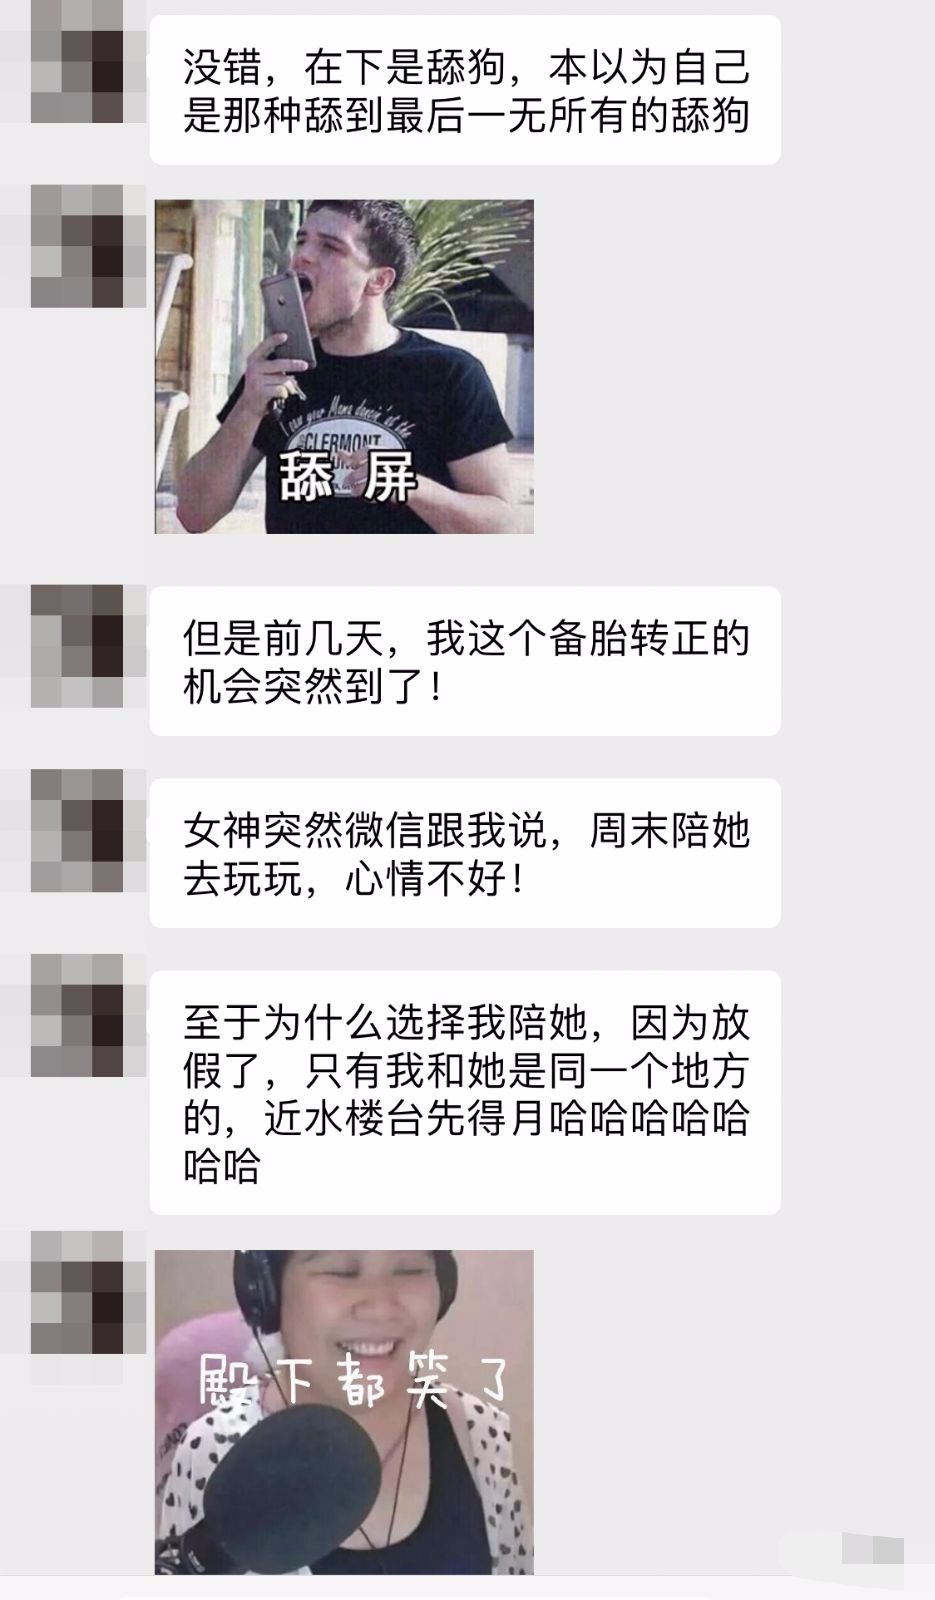 没错，在下是舔狗，本以为自己
是那种舔到最后一无所有的舔狗
I saw your Mama dancin' at the
CLERMONT
舔 屏
但是前几天，我这个备胎转正的
机会突然到了！
女神突然微信跟我说，周末陪她
去玩玩，心情不好！
至于为什么选择我陪她，因为放
假了，只有我和她是同一个地方
的，近水楼台先得月哈哈哈哈哈
哈哈
殿下都笑了